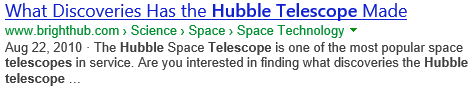 What Discoveries Has the Hubble Telescope Made
www.brighthub.com › Science › Space › Space Technology
Aug 22, 2010 · The Hubble Space Telescope is one of the most popular space
telescopes in service. Are you interested in finding what discoveries the Hubble
telescope ...